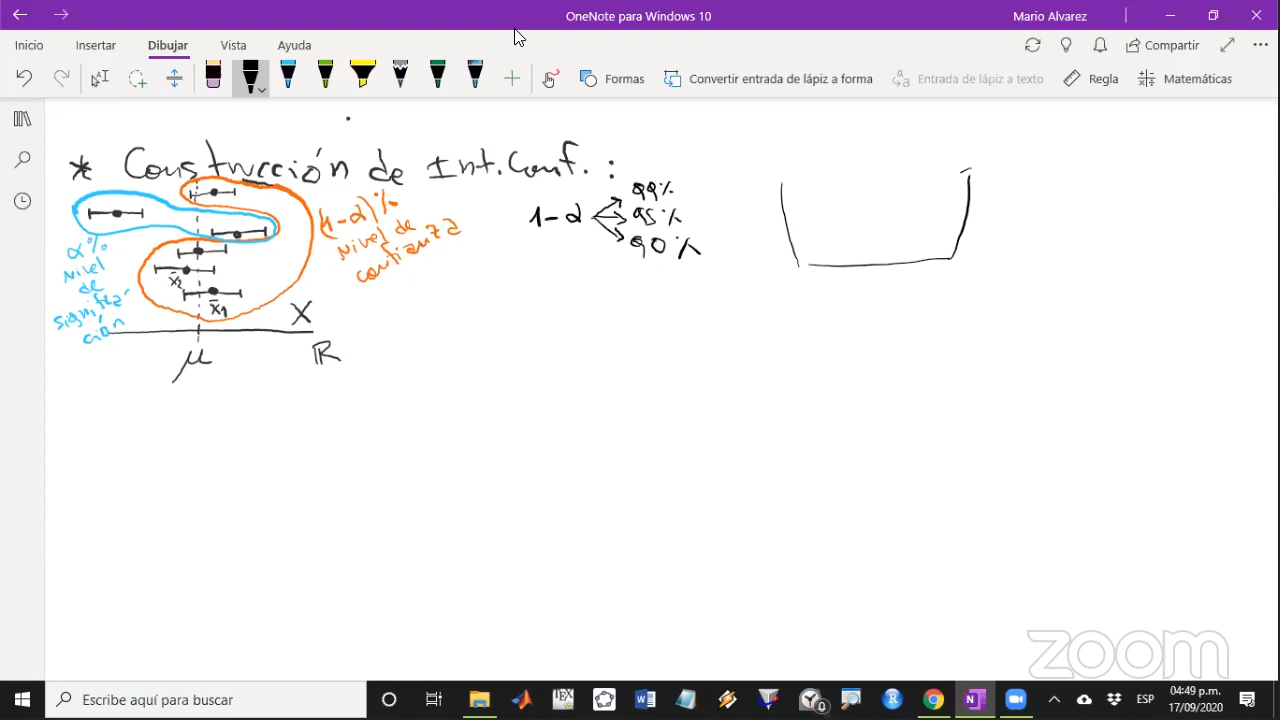 OneNote para Windows 10
Mario Alvarez
Inicio
Insertar
Dibujar
Vista
Ayuda
Compartir
Formas
Convertir entrada de lápiz a forma
Entrada de lápiz a texto
Regla
Matemáticas
* Construcción de Int. Conf. :
(1-α)%
Nivel de
confianza
α%
Nivel
de
significa-
ción
x̄2
x̄1
X
μ
ℝ
1-α
99%
95%
90%
zoom
Escribe aquí para buscar
ESP
04:49 p.m.
17/09/2020